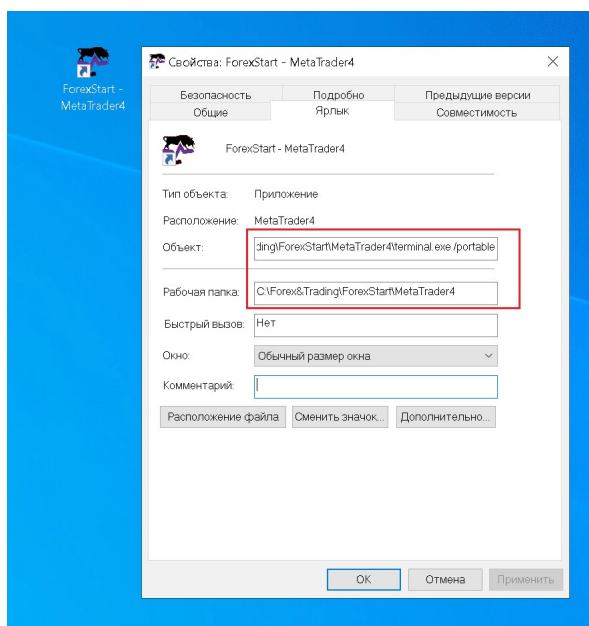 ForexStart -
MetaTrader4
Свойства: ForexStart - MetaTrader4
Безопасность Подробно Предыдущие версии
Общие Ярлык Совместимость
ForexStart - MetaTrader4
Тип объекта: Приложение
Расположение: MetaTrader4
Объект: ding\ForexStart\MetaTrader4\terminal.exe /portable
Рабочая папка: C:\Forex&Trading\ForexStart\MetaTrader4
Быстрый вызов: Нет
Окно: Обычный размер окна
Комментарий:
Расположение файла Сменить значок... Дополнительно...
ОК Отмена Применить